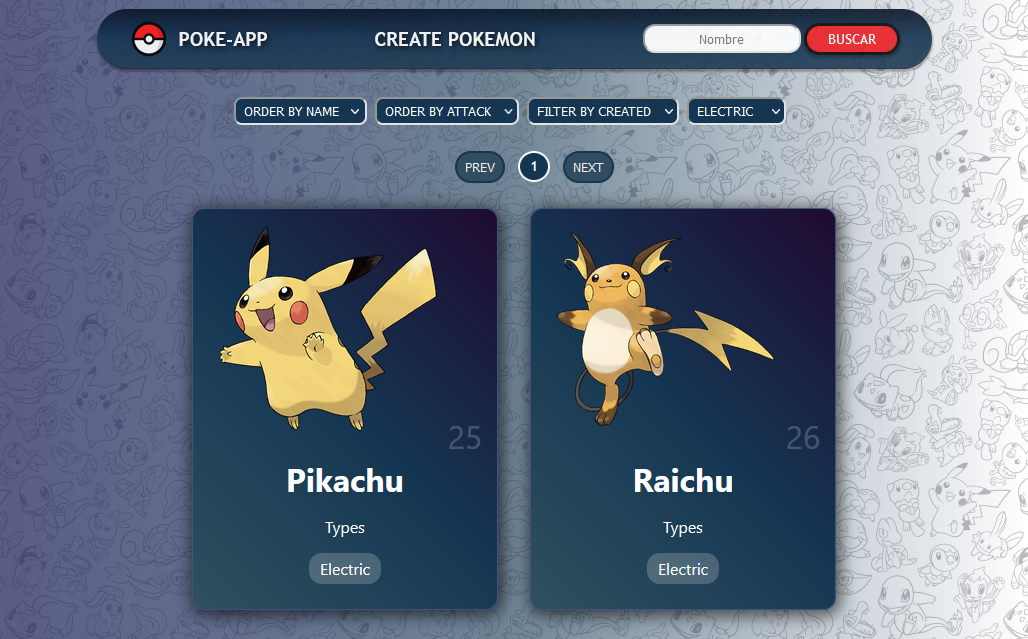 POKE-APP CREATE POKEMON Nombre BUSCAR
ORDER BY NAME ORDER BY ATTACK FILTER BY CREATED ELECTRIC
PREV 1 NEXT
25 26
Pikachu Raichu
Types Types
Electric Electric